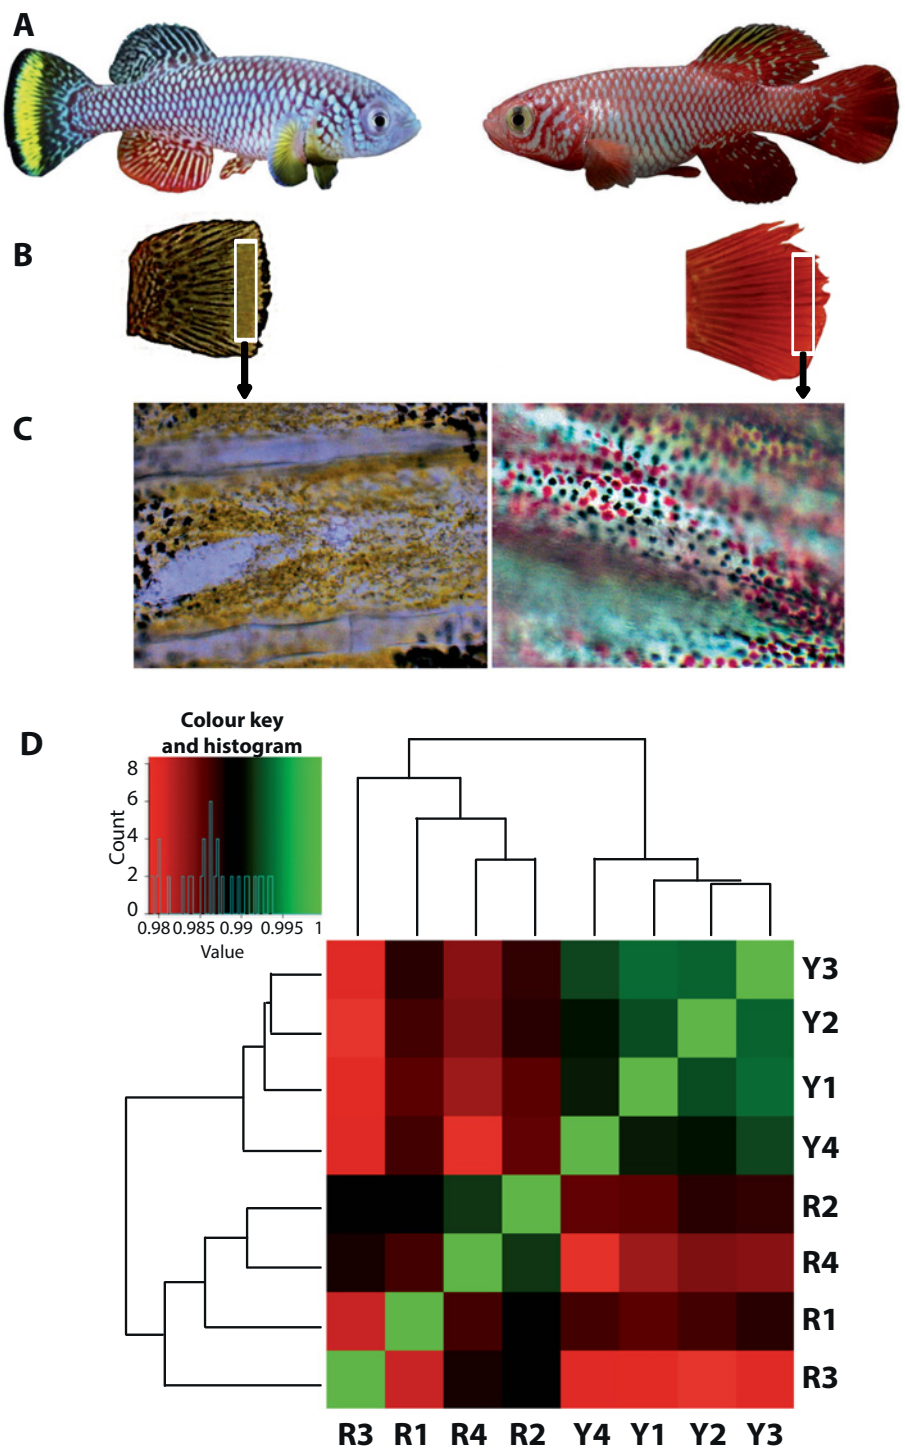 A
B
C
D
Colour key
and histogram
8
6
4
2
0
Count
0.98 0.985 0.99 0.995 1
Value
Y3
Y2
Y1
Y4
R2
R4
R1
R3
R3 R1 R4 R2 Y4 Y1 Y2 Y3